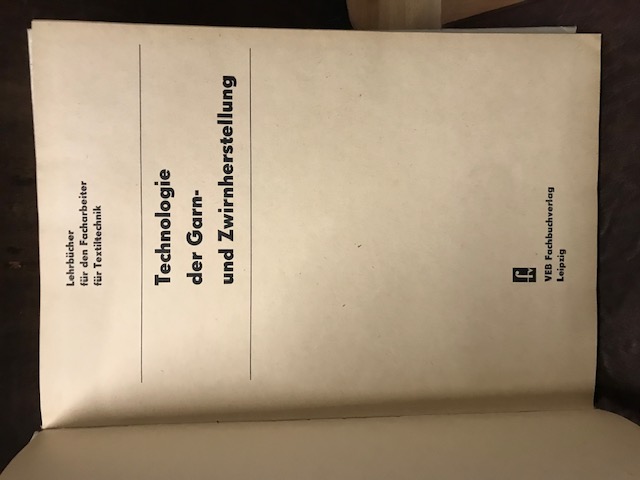 Lehrbücher
für den Facharbeiter
für Textiltechnik
Technologie
der Garn-
und Zwirnherstellung
VEB Fachbuchverlag
Leipzig